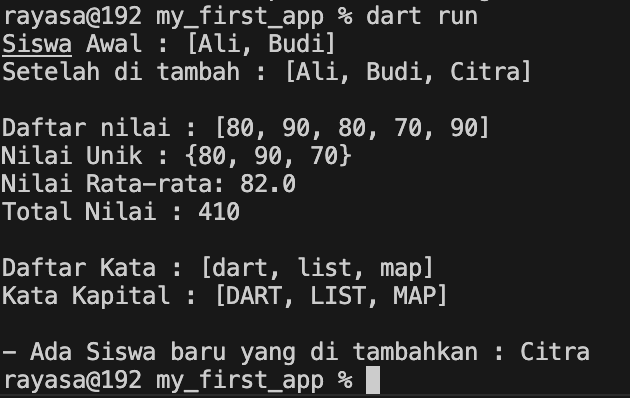 rayasa@192 my_first_app % dart run
Siswa Awal : [Ali, Budi]
Setelah di tambah : [Ali, Budi, Citra]
Daftar nilai : [80, 90, 80, 70, 90]
Nilai Unik : {80, 90, 70}
Nilai Rata-rata: 82.0
Total Nilai : 410
Daftar Kata : [dart, list, map]
Kata Kapital : [DART, LIST, MAP]
- Ada Siswa baru yang di tambahkan : Citra
rayasa@192 my_first_app %